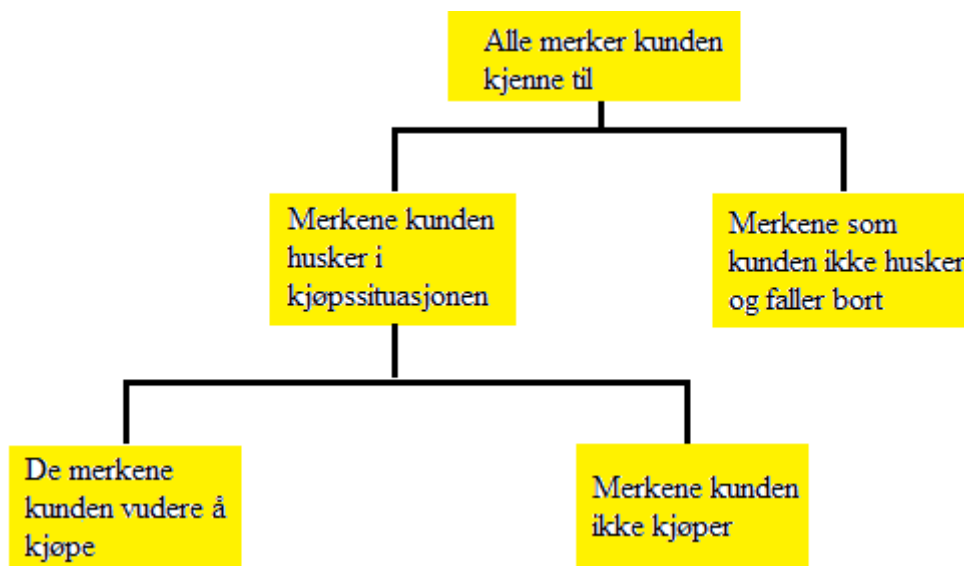 Alle merker kunden
kjenne til
Merkene kunden
husker i
kjøpssituasjonen
Merkene som
kunden ikke husker
og faller bort
De merkene
kunden vudere å
kjøpe
Merkene kunden
ikke kjøper